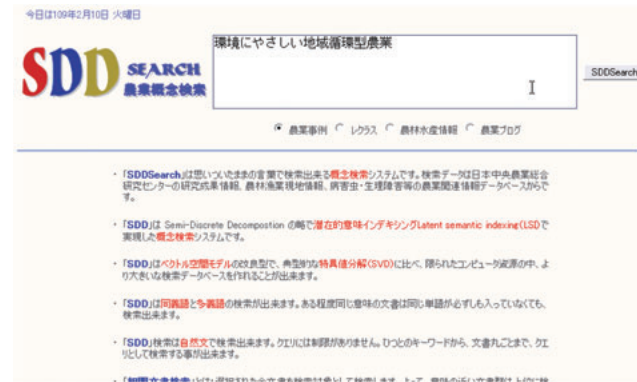 今日は109年2月10日 火曜日
環境にやさしい地域循環型農業
SDD SEARCH
農業概念検索
SDDSearch
農業事例 レクラス 農林水産情報 農業ブログ
・「SDDSearch」は思いついたままの言葉で検索出来る概念検索システムです。検索データは日本中央農業総合
研究センターの研究成果情報、農林漁業現地情報、病害虫・生理障害等の農業関連情報データベースからで
す。
・「SDD」は Semi-Discrete Decompostion の略で潜在的意味インデキシングLatent semantic indexing(LSI)で
実現した概念検索システムです。
・「SDD」はベクトル空間モデルの改良型で、典型的な特異値分解(SVD)に比べ、限られたコンピュータ資源の中、よ
り大きいな検索データベースを作れることが出来ます。
・「SDD」は同義語と多義語の検索が出来ます。ある程度同じ意味の文書は同じ単語が必ずしも入っていなくても、
検索出来ます。
・「SDD」検索は自然文で検索出来ます。クエリには制限がありません。ひとつのキーワードから、文書丸ごとまで、クエ
リとして検索する事が出来ます。